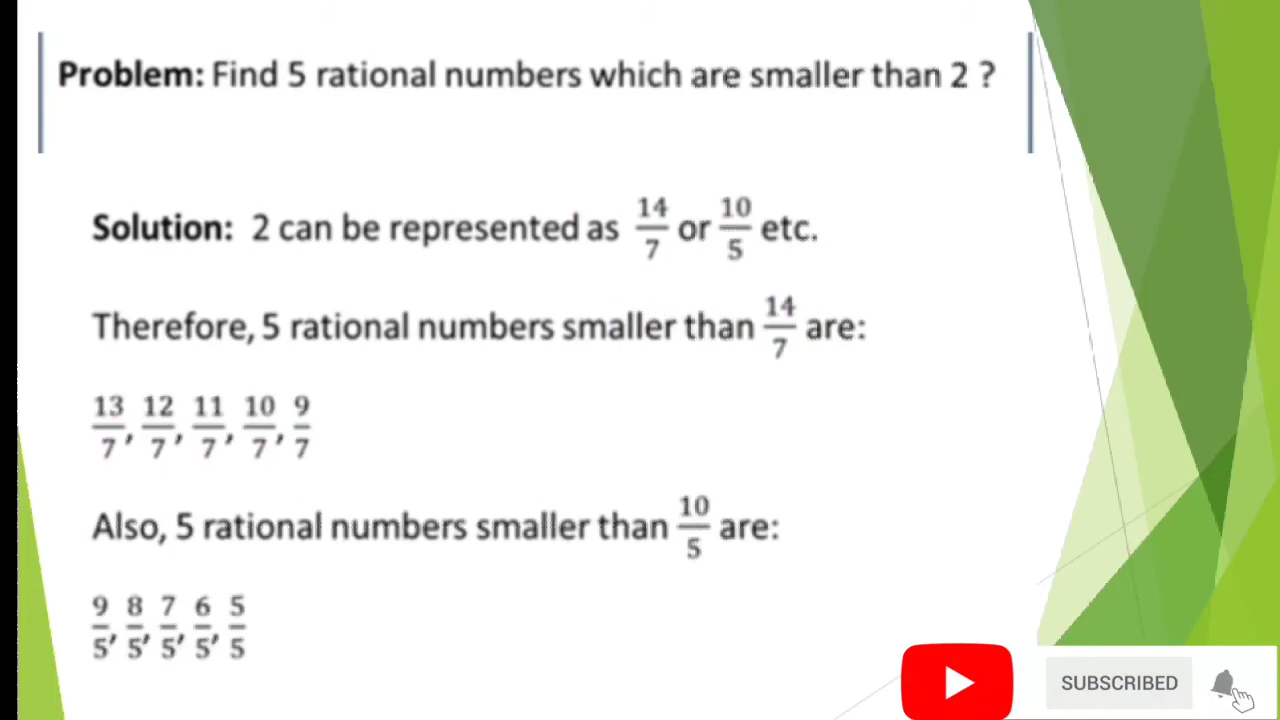 Problem: Find 5 rational numbers which are smaller than 2 ?
Solution: 2 can be represented as 14/7 or 10/5 etc.
Therefore, 5 rational numbers smaller than 14/7 are:
13/7, 12/7, 11/7, 10/7, 9/7
Also, 5 rational numbers smaller than 10/5 are:
9/5, 8/5, 7/5, 6/5, 5/5
SUBSCRIBED